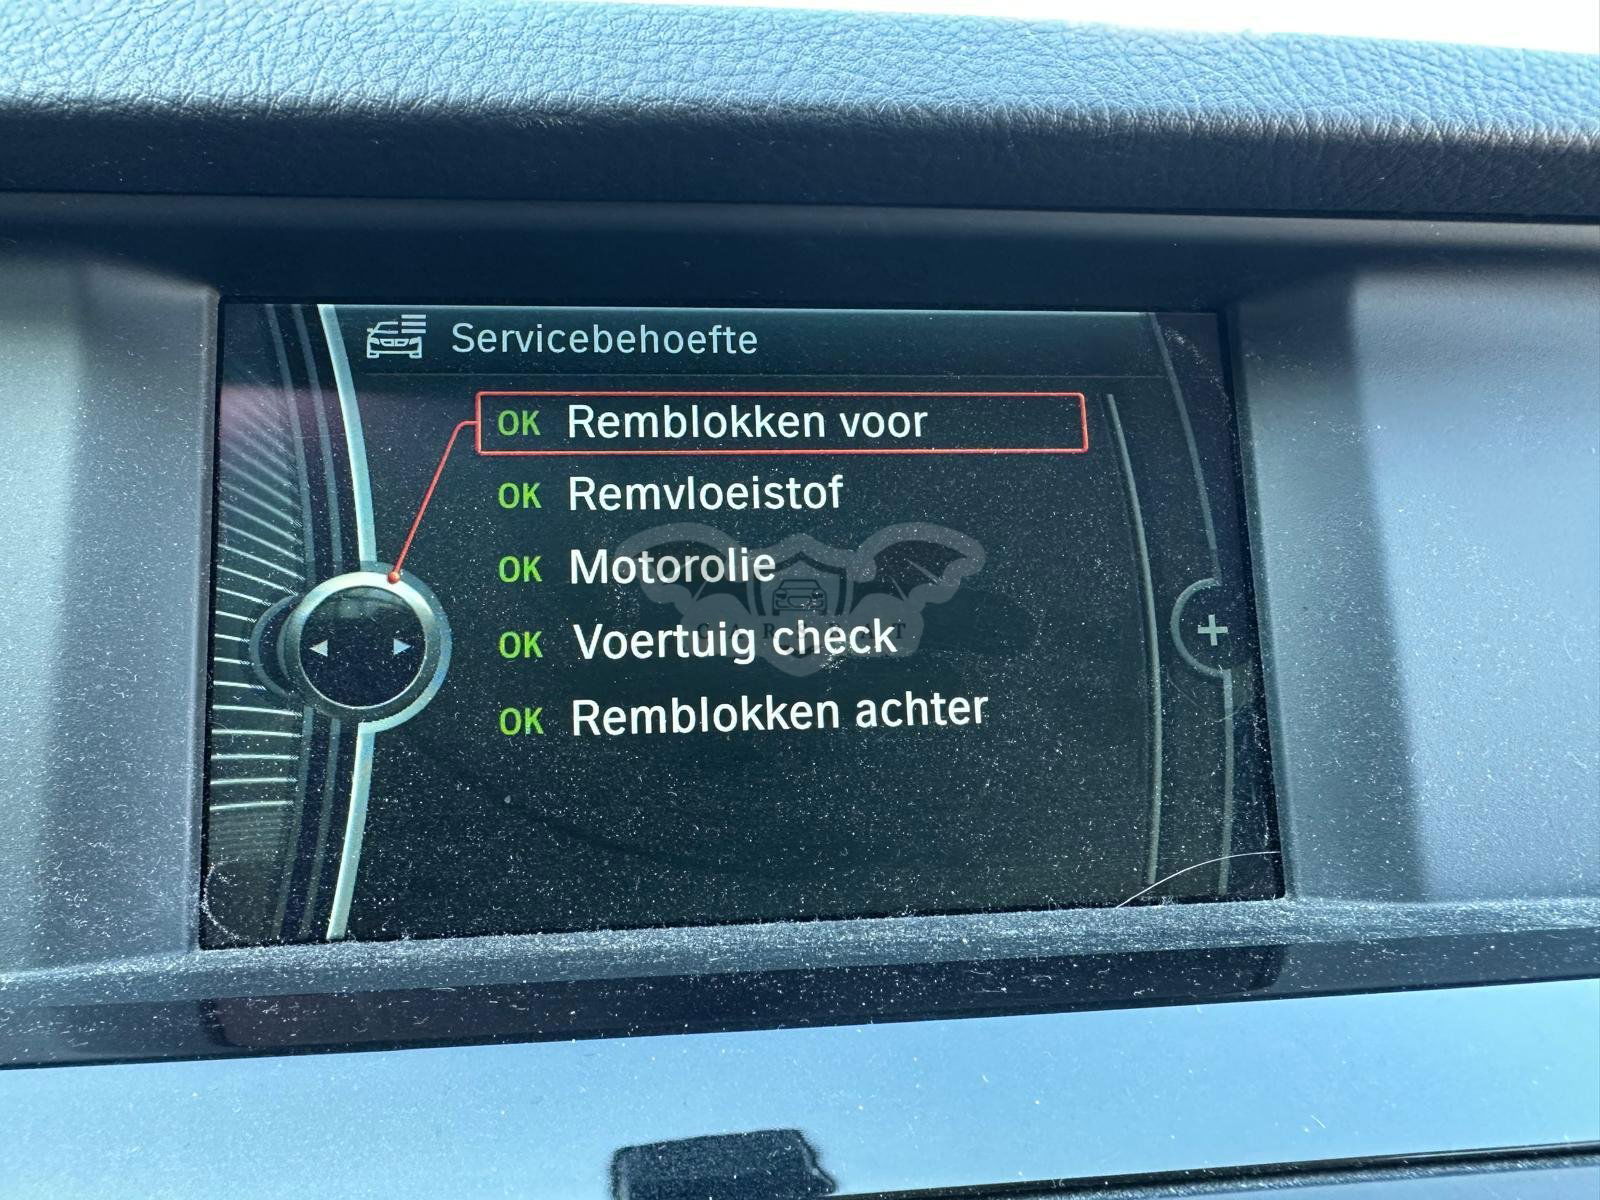 Servicebehoefte
OK Remblokken voor
OK Remvloeistof
OK Motorolie
OK Voertuig check
OK Remblokken achter